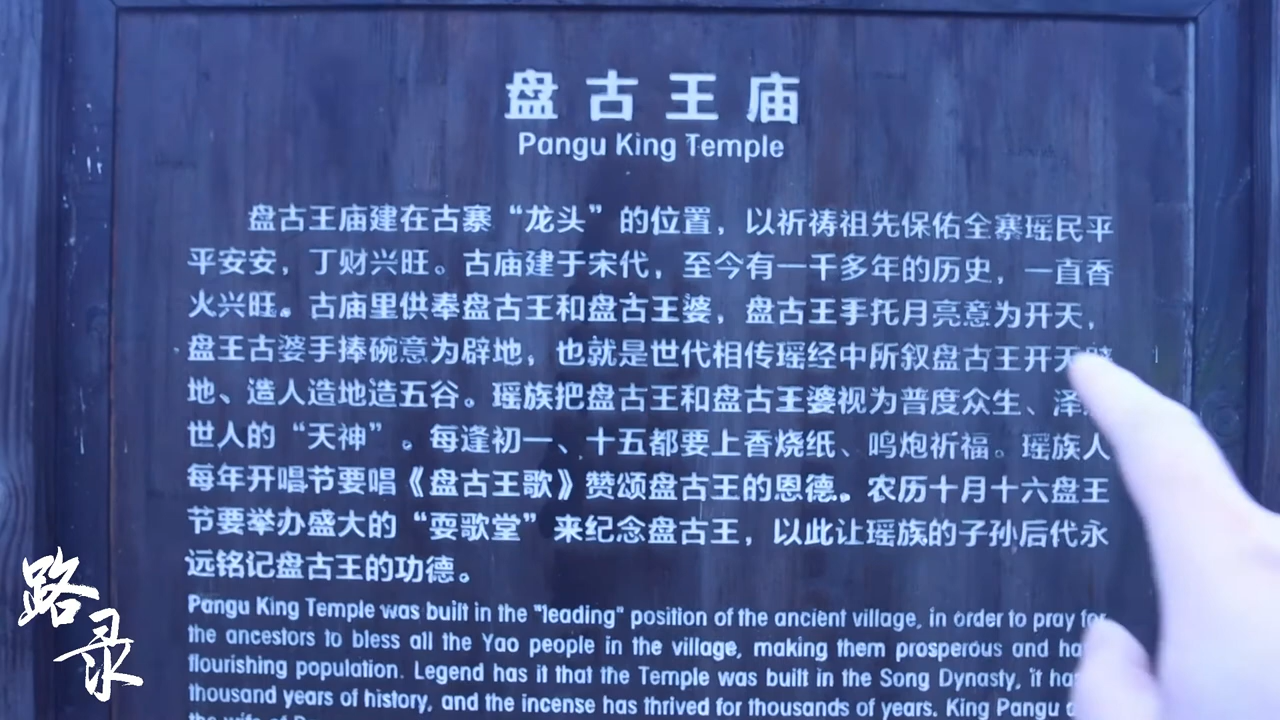 盘古王庙
Pangu King Temple
盘古王庙建在古寨“龙头”的位置，以祈祷祖先保佑全寨瑶民平
平安安，丁财兴旺。古庙建于宋代，至今有一千多年的历史，一直香
火兴旺。古庙里供奉盘古王和盘古王婆，盘古王手托月亮意为开天，
盘王古婆手捧碗意为辟地，也就是世代相传瑶经中所叙盘古王开天
地、造人造地造五谷。瑶族把盘古王和盘古王婆视为普度众生、泽
世人的“天神”。每逢初一、十五都要上香烧纸、鸣炮祈福。瑶族人
每年开唱节要唱《盘古王歌》赞颂盘古王的恩德。农历十月十六盘王
节要举办盛大的“耍歌堂”来纪念盘古王，以此让瑶族的子孙后代永
远铭记盘古王的功德。
Pangu King Temple was built in the "leading" position of the ancient village, in order to pray for
the ancestors to bless all the Yao people in the village, making them prosperous and
flourishing population. Legend has it that the Temple was built in the Song Dynasty, it
thousand years of history, and the incense has thrived for thousands of years. King Pangu
the wife of
路录